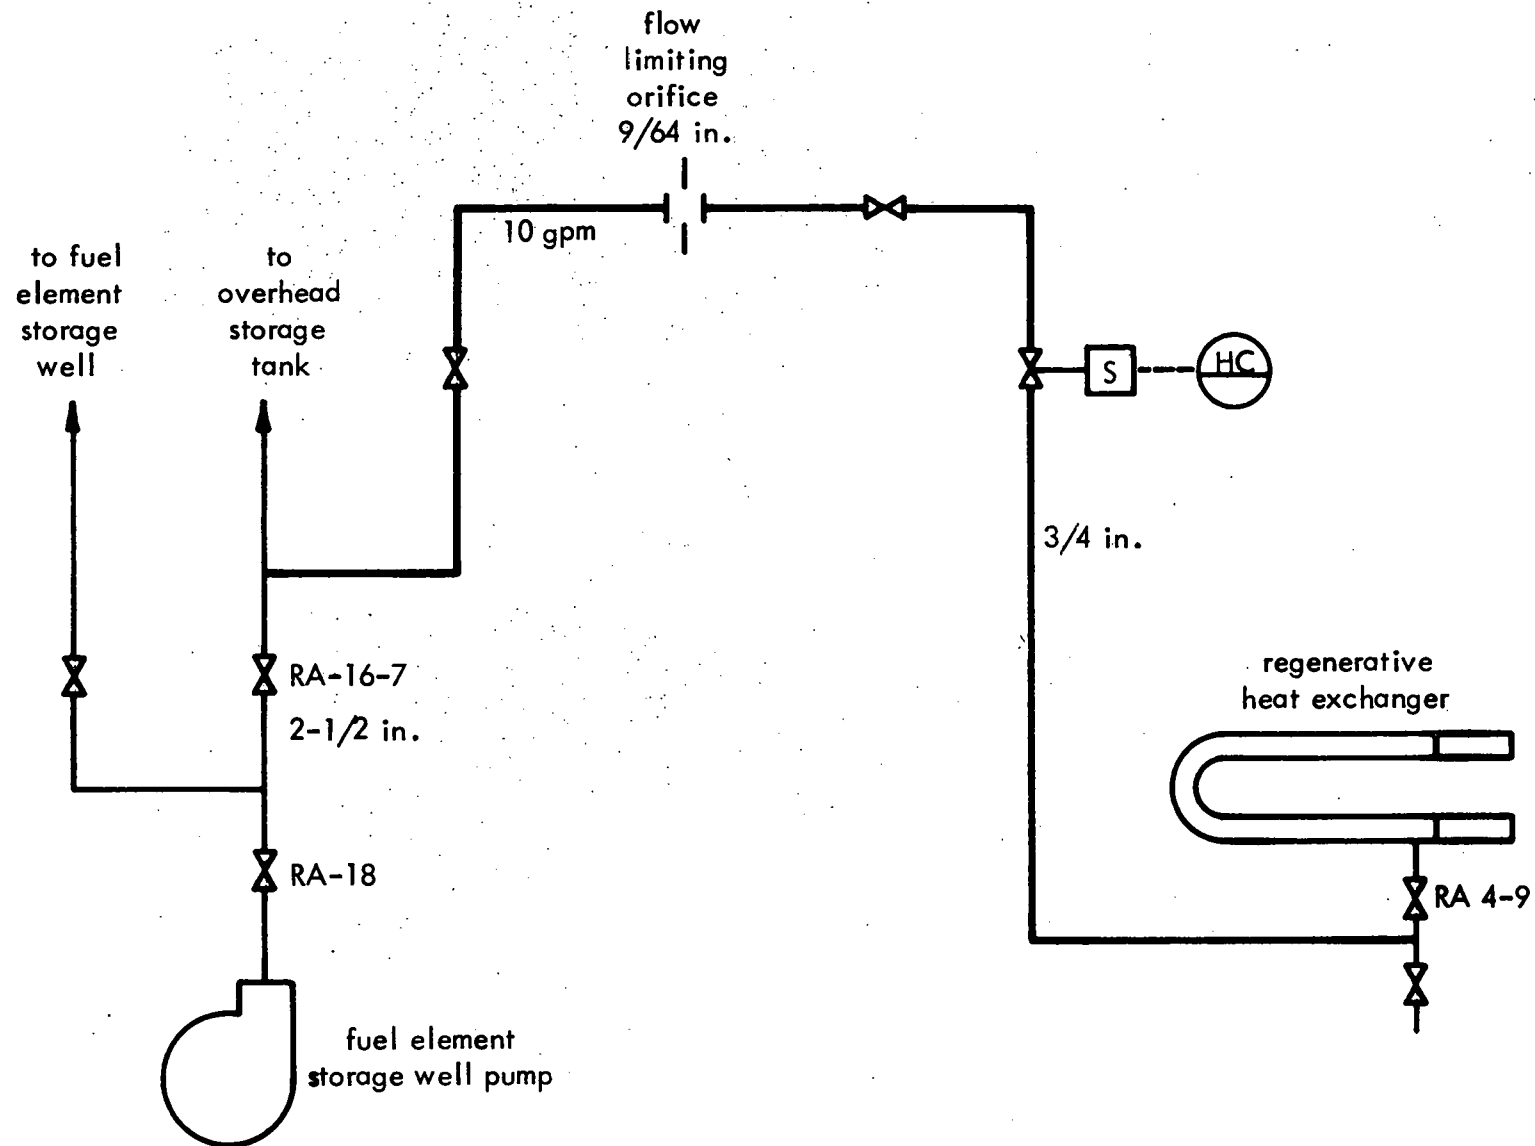 flow
limiting
orifice
9/64 in.
10 gpm
to fuel
element
storage
well
to
overhead
storage
tank
S
HC
3/4 in.
RA-16-7
2-1/2 in.
regenerative
heat exchanger
RA-18
RA 4-9
fuel element
storage well pump